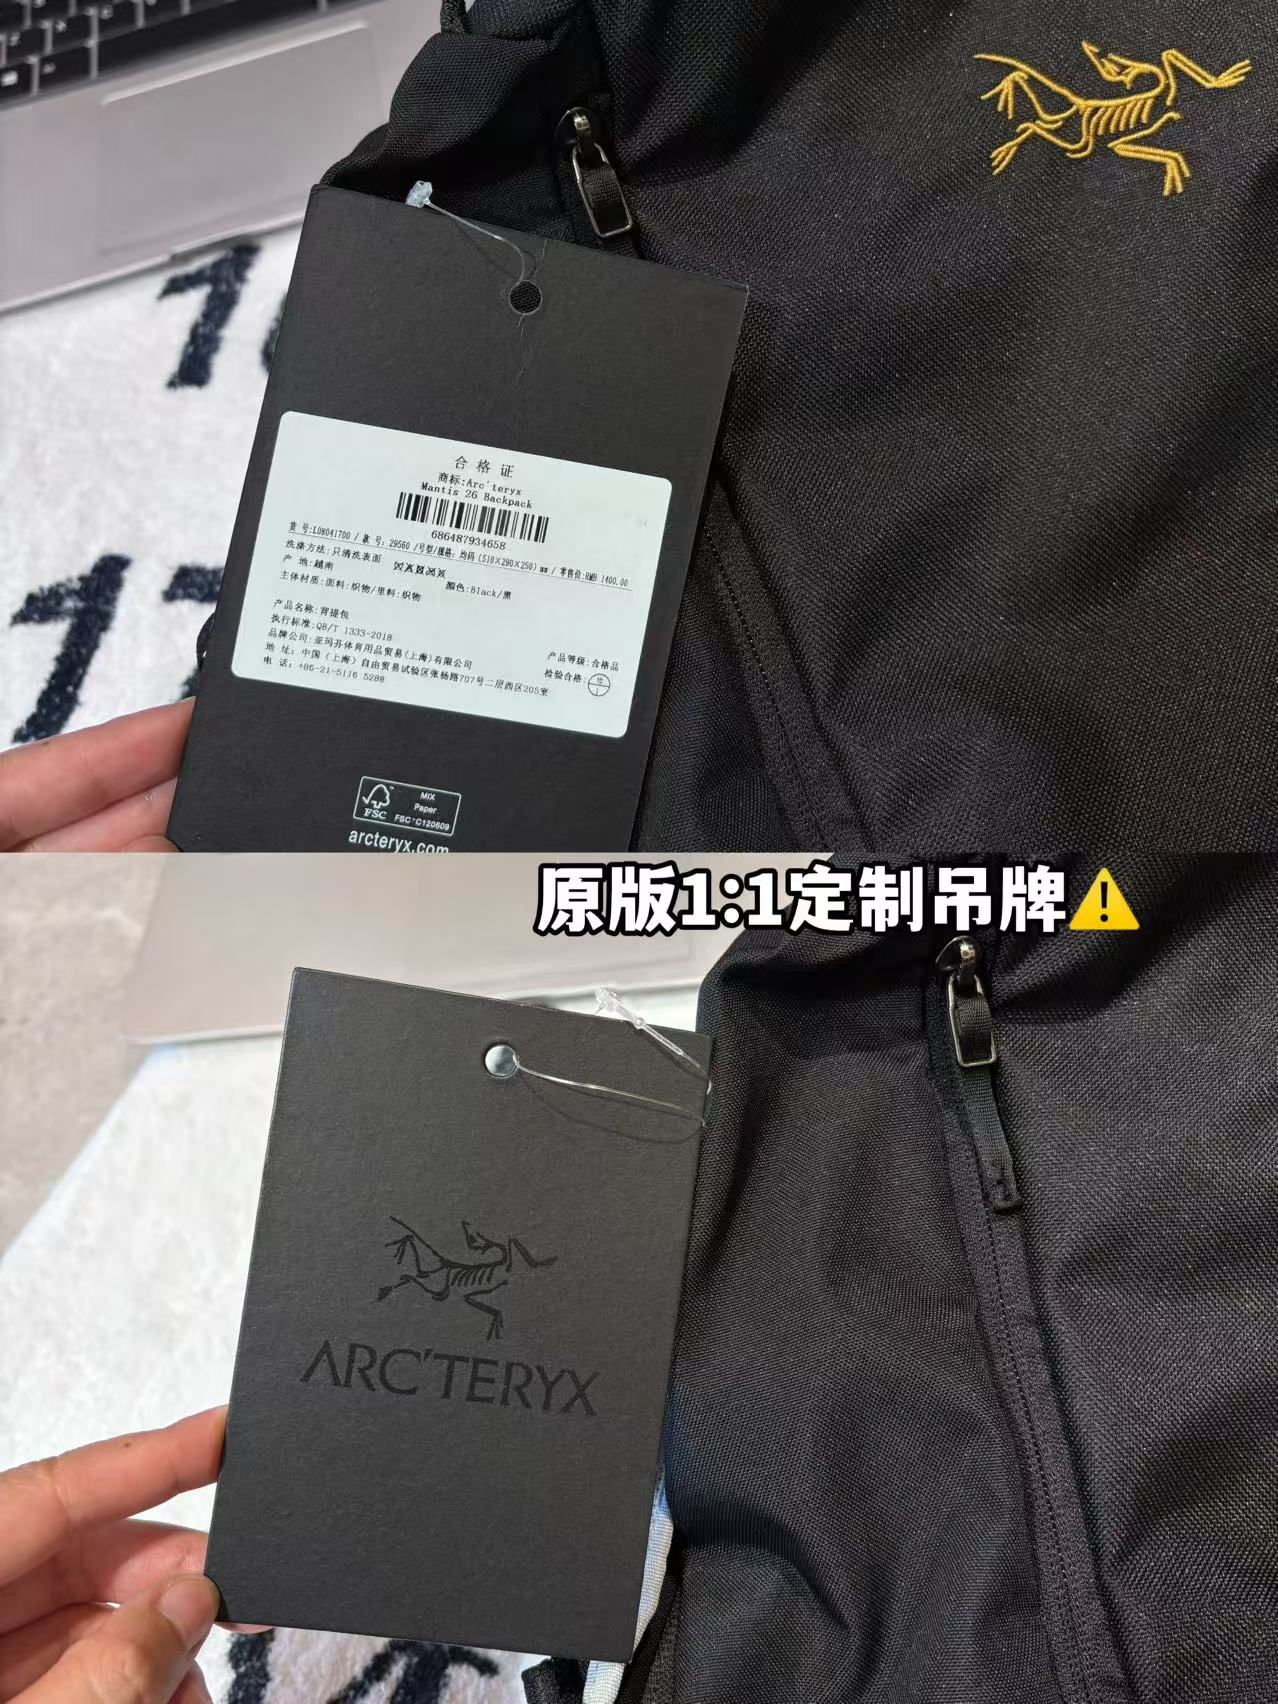 合格证
商标:Arc'teryx
Mantis 26 Backpack
686487934658
货 号:L08041700 / 款 号: 29560 /号型/规格: 均码 (510×290×250) mm / 零售价:RMB 1400.00
洗涤方法:只清洗表面
产 地:越南
颜色:Black/黑
主体材质:面料:织物/里料:织物
产品名称:背提包
执行标准:QB/T 1333-2018
品牌公司:亚玛芬体育用品贸易(上海)有限公司
产品等级:合格品
地 址: 中国 (上海) 自由贸易试验区张杨路707号二层西区205室
检验合格:
电 话: +86-21-5116 5288
FSC
MIX
Paper
FSC™C120609
arcteryx.com
原版1:1定制吊牌⚠️
ARC'TERYX